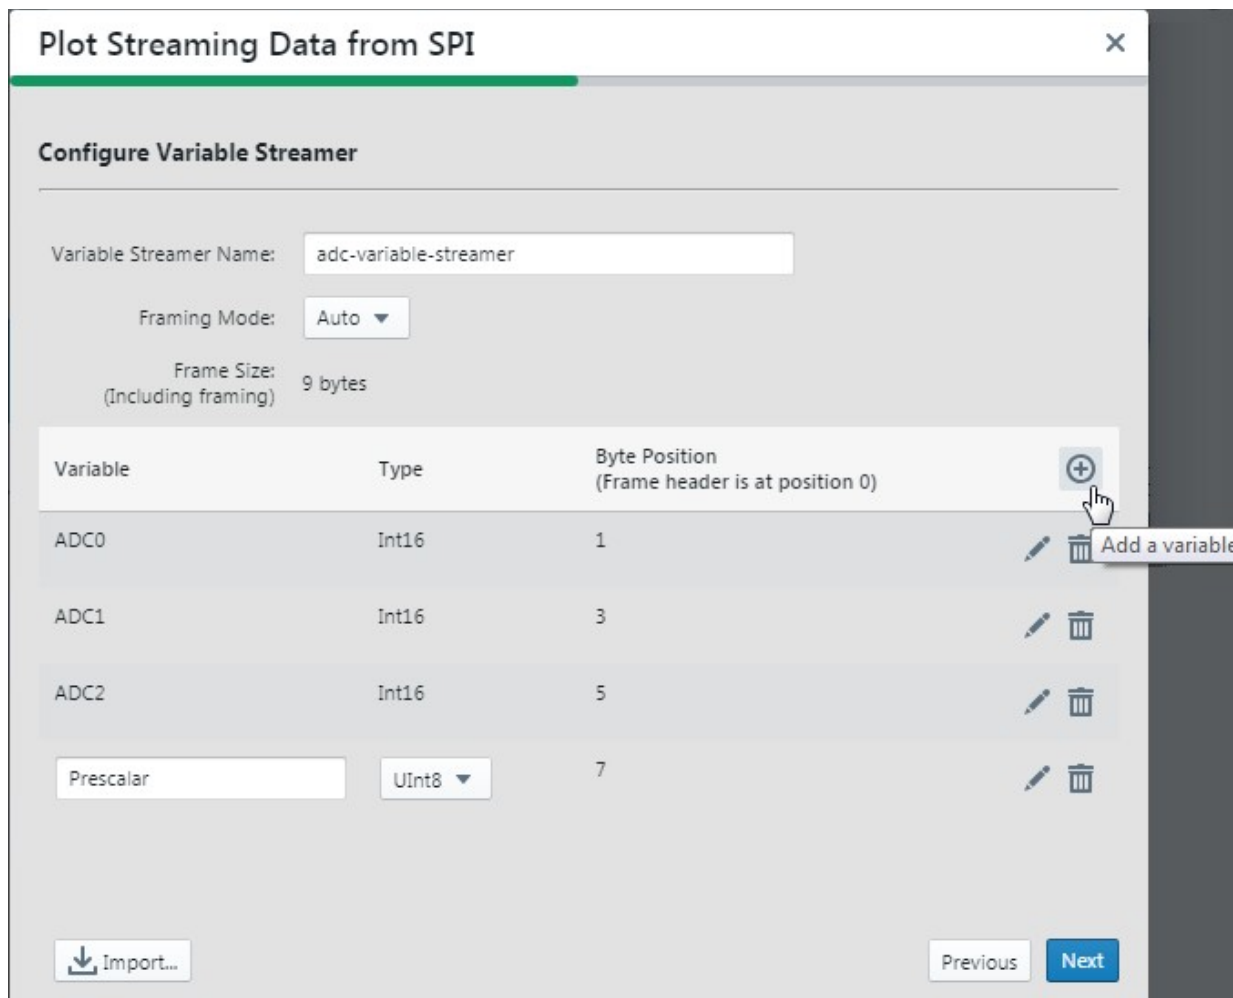 Plot Streaming Data from SPI
Configure Variable Streamer
Variable Streamer Name: adc-variable-streamer
Framing Mode: Auto
Frame Size:
(Including framing) 9 bytes
Variable Type Byte Position
(Frame header is at position 0)
ADC0 Int16 1
Add a variable
ADC1 Int16 3
ADC2 Int16 5
Prescalar UInt8 7
Import... Previous Next